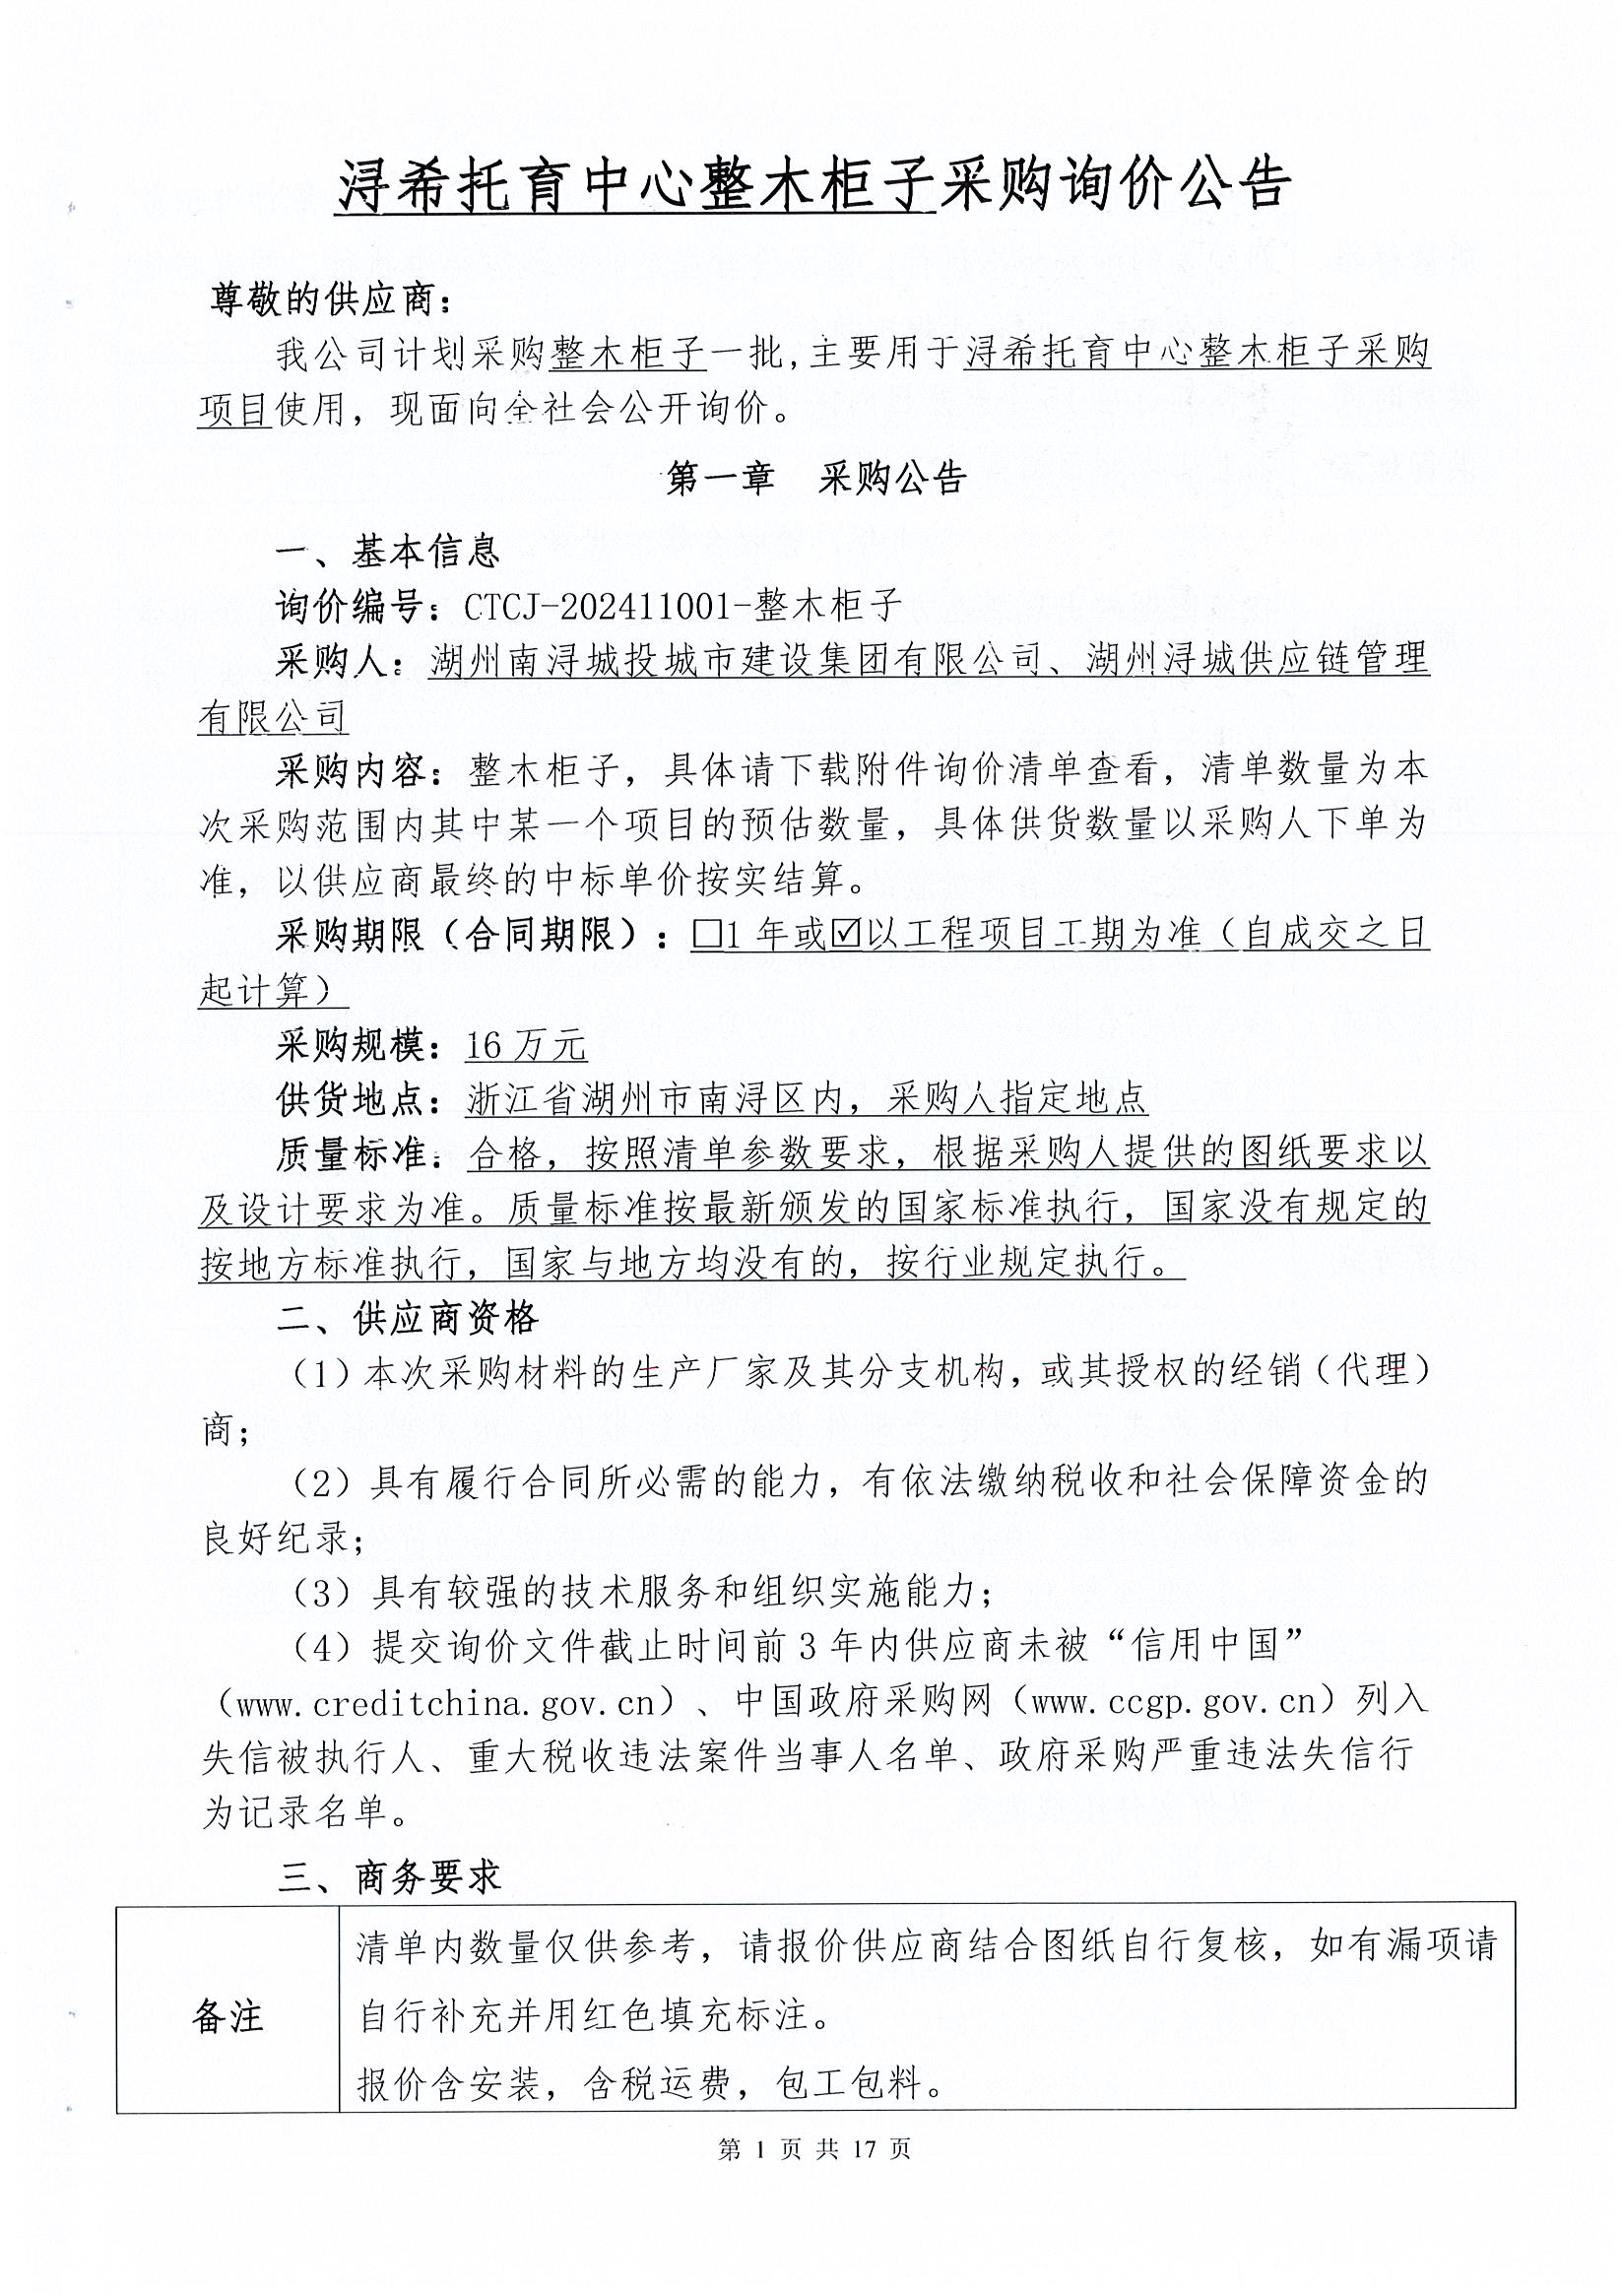 浔希托育中心整木柜子采购询价公告
尊敬的供应商：
我公司计划采购整木柜子一批,主要用于浔希托育中心整木柜子采购
项目使用，现面向全社会公开询价。
第一章 采购公告
一、基本信息
询价编号：CTCJ-202411001-整木柜子
采购人：湖州南浔城投城市建设集团有限公司、湖州浔城供应链管理
有限公司
采购内容：整木柜子，具体请下载附件询价清单查看，清单数量为本
次采购范围内其中某一个项目的预估数量，具体供货数量以采购人下单为
准，以供应商最终的中标单价按实结算。
采购期限（合同期限）：□1 年或☑以工程项目工期为准（自成交之日
起计算）
采购规模：16 万元
供货地点：浙江省湖州市南浔区内，采购人指定地点
质量标准：合格，按照清单参数要求，根据采购人提供的图纸要求以
及设计要求为准。质量标准按最新颁发的国家标准执行，国家没有规定的
按地方标准执行，国家与地方均没有的，按行业规定执行。
二、供应商资格
（1）本次采购材料的生产厂家及其分支机构，或其授权的经销（代理）
商；
（2）具有履行合同所必需的能力，有依法缴纳税收和社会保障资金的
良好纪录；
（3）具有较强的技术服务和组织实施能力；
（4）提交询价文件截止时间前 3 年内供应商未被“信用中国”
（www.creditchina.gov.cn）、中国政府采购网（www.ccgp.gov.cn）列入
失信被执行人、重大税收违法案件当事人名单、政府采购严重违法失信行
为记录名单。
三、商务要求
清单内数量仅供参考，请报价供应商结合图纸自行复核，如有漏项请
备注
自行补充并用红色填充标注。
报价含安装，含税运费，包工包料。
第 1 页 共 17 页